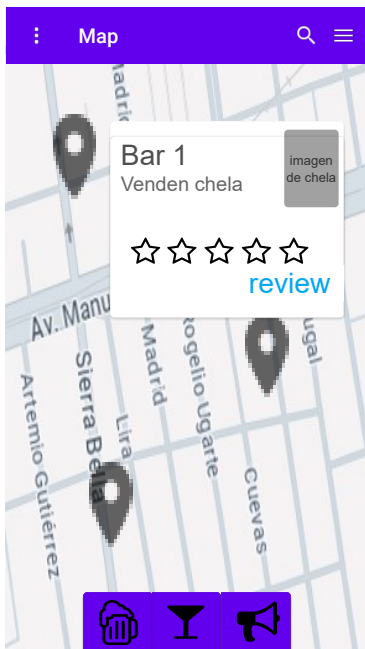 Map
adrid
Bar 1
Venden chela
imagen
de chela
review
Av. Manu
Sierra Bella
Madrid
Rogelio Ugarte
ugal
Artemio Gutiérrez
Lira
Cuevas